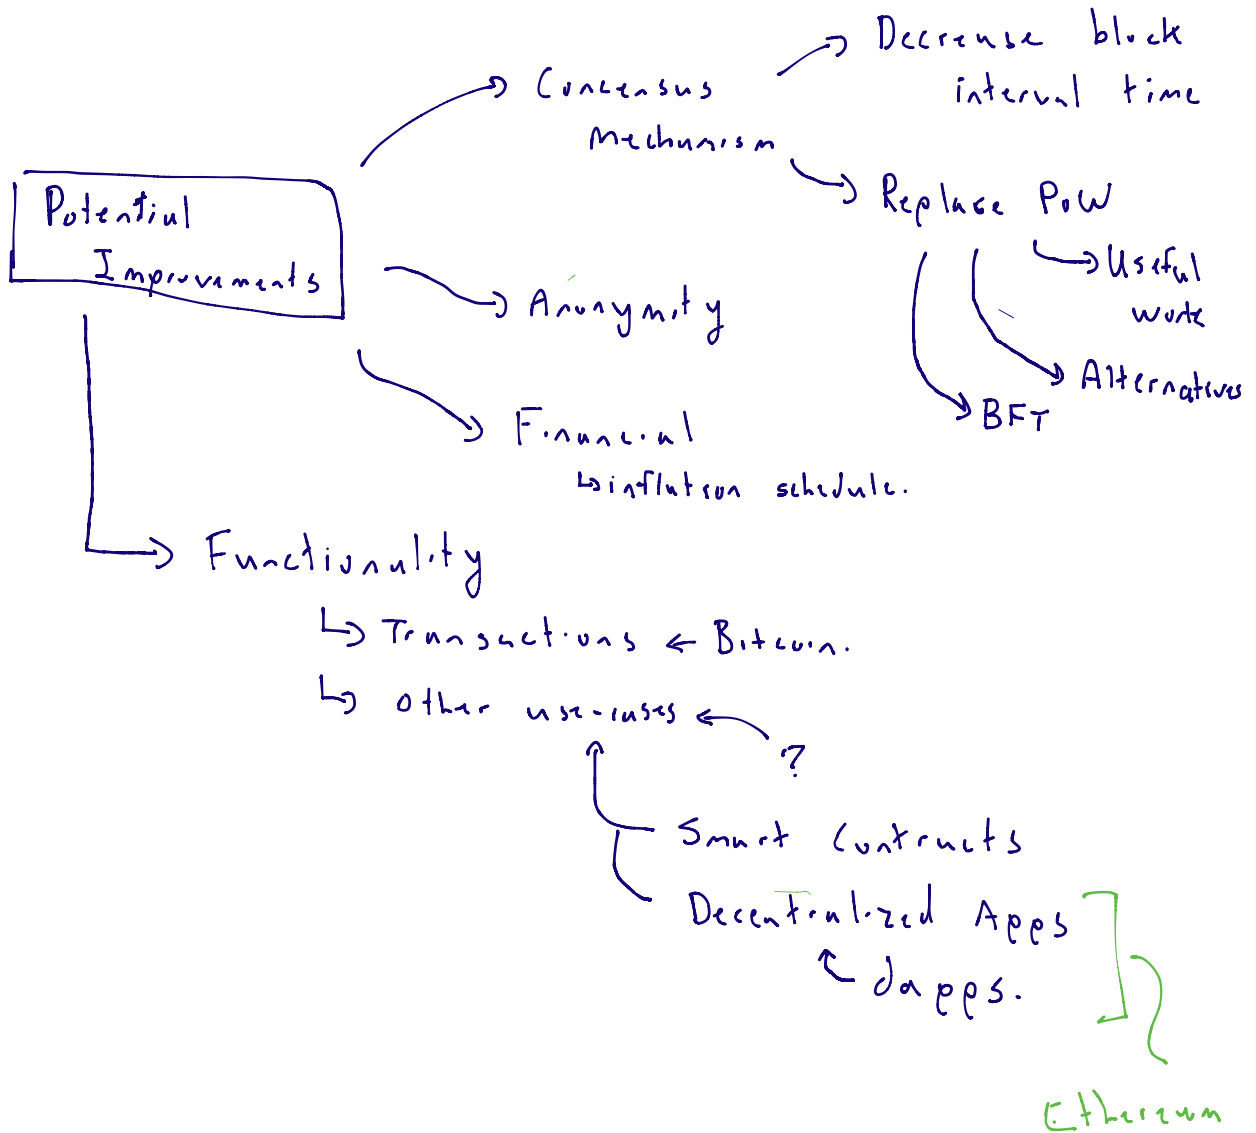 Decrease block
interval time
Consensus
Mechanism
Replace PoW
Useful
work
Alternatives
BFT
Potential
Improvements
Anonymity
Financial
inflation schedule.
Functionality
Transactions ← Bitcoin.
other use-cases
?
Smart Contracts
Decentralized Apps
dapps.
Ethereum